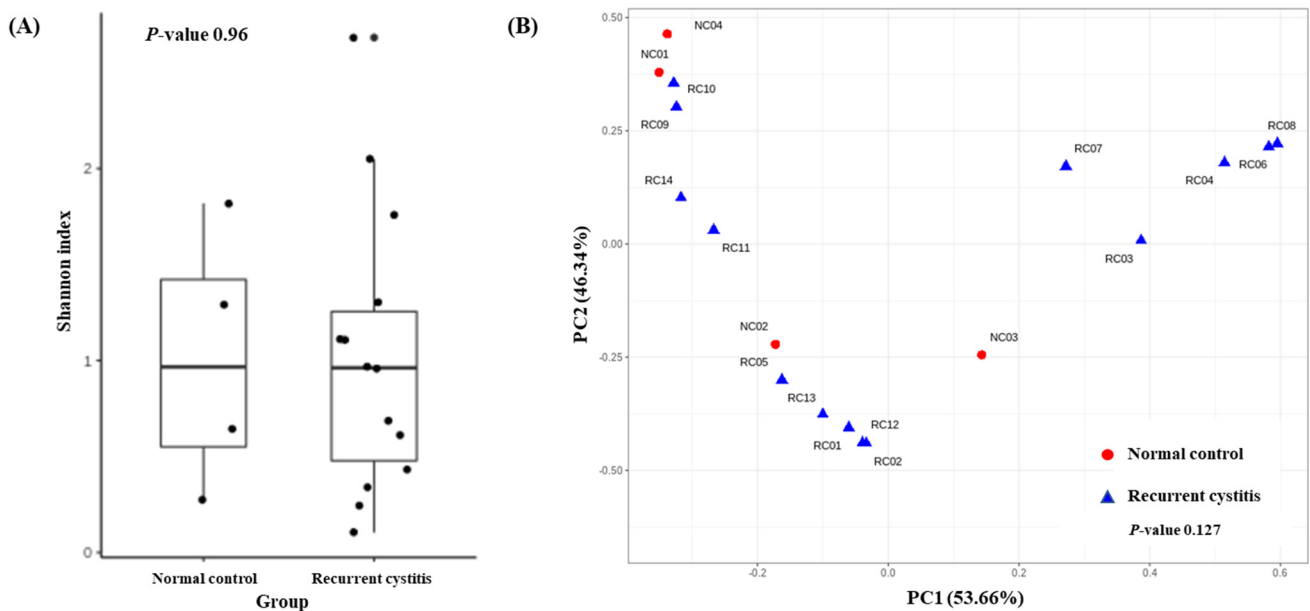 (A)
P-value 0.96
Shannon index
2
1
0
Normal control
Recurrent cystitis
Group
(B)
PC2 (46.34%)
0.50
0.25
0.00
-0.25
-0.50
NC04
NC01
RC10
RC09
RC14
RC11
RC07
RC08
RC06
RC04
RC03
NC02
NC03
RC05
RC13
RC12
RC01
RC02
Normal control
Recurrent cystitis
P-value 0.127
-0.2
0.0
0.2
0.4
0.6
PC1 (53.66%)